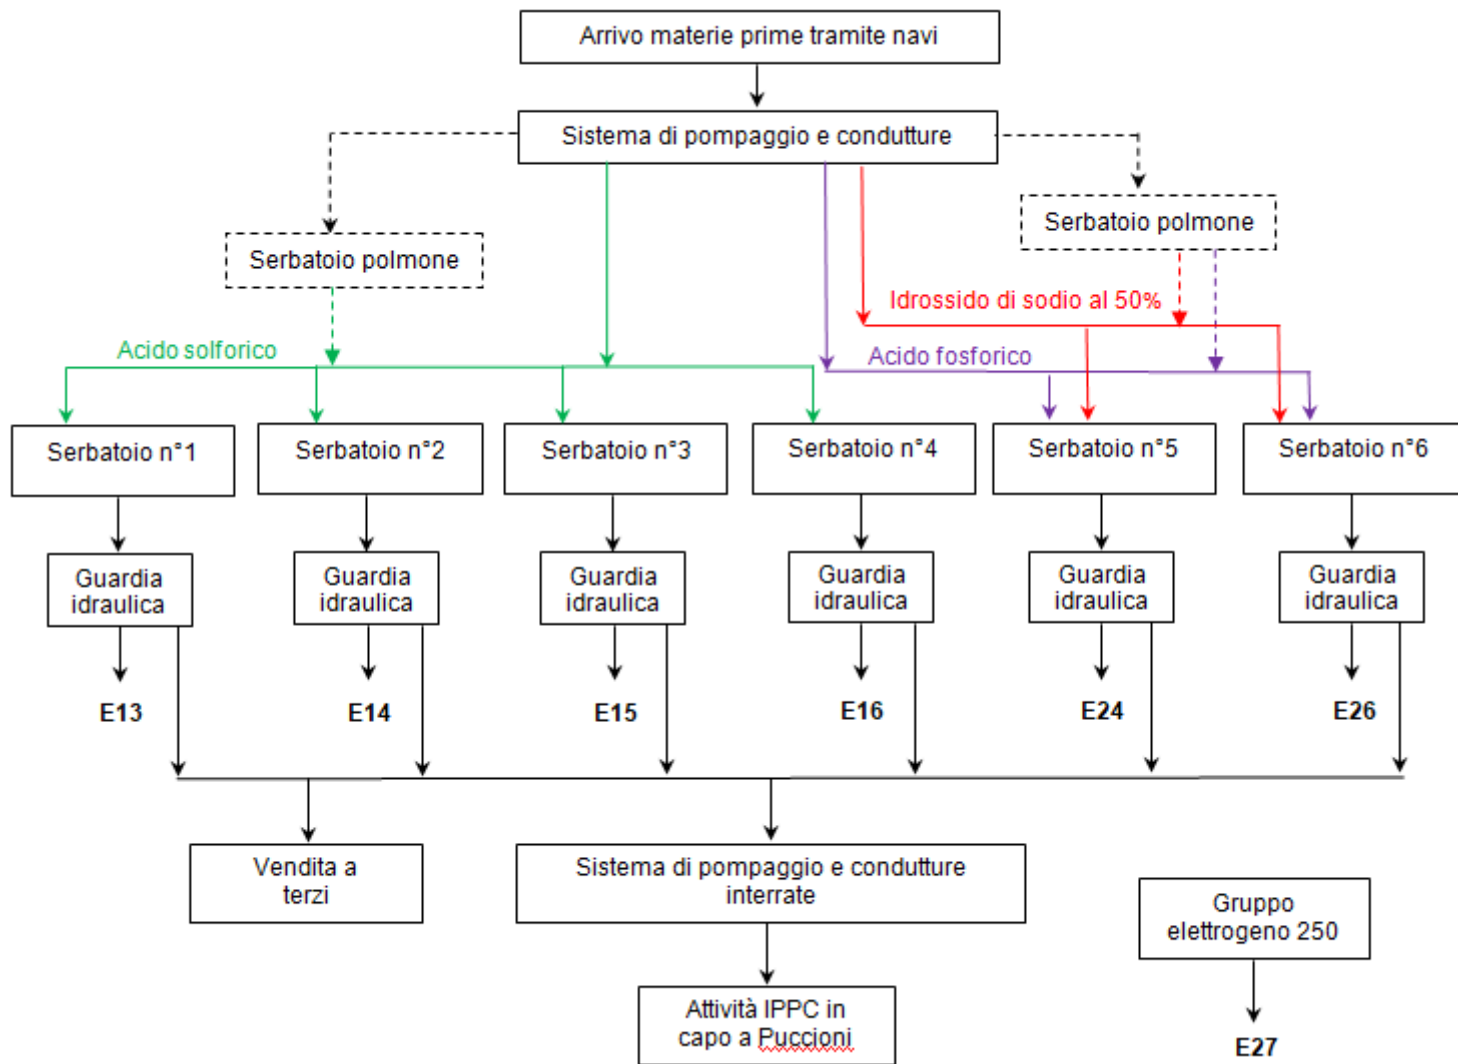 Arrivo materie prime tramite navi
Sistema di pompaggio e condutture
Serbatoio polmone
Serbatoio polmone
Idrossido di sodio al 50%
Acido solforico
Acido fosforico
Serbatoio n°1
Serbatoio n°2
Serbatoio n°3
Serbatoio n°4
Serbatoio n°5
Serbatoio n°6
Guardia
idraulica
Guardia
idraulica
Guardia
idraulica
Guardia
idraulica
Guardia
idraulica
Guardia
idraulica
E13
E14
E15
E16
E24
E26
Vendita a
terzi
Sistema di pompaggio e condutture
interrate
Gruppo
elettrogeno 250
Attività IPPC in
capo a Puccioni
E27